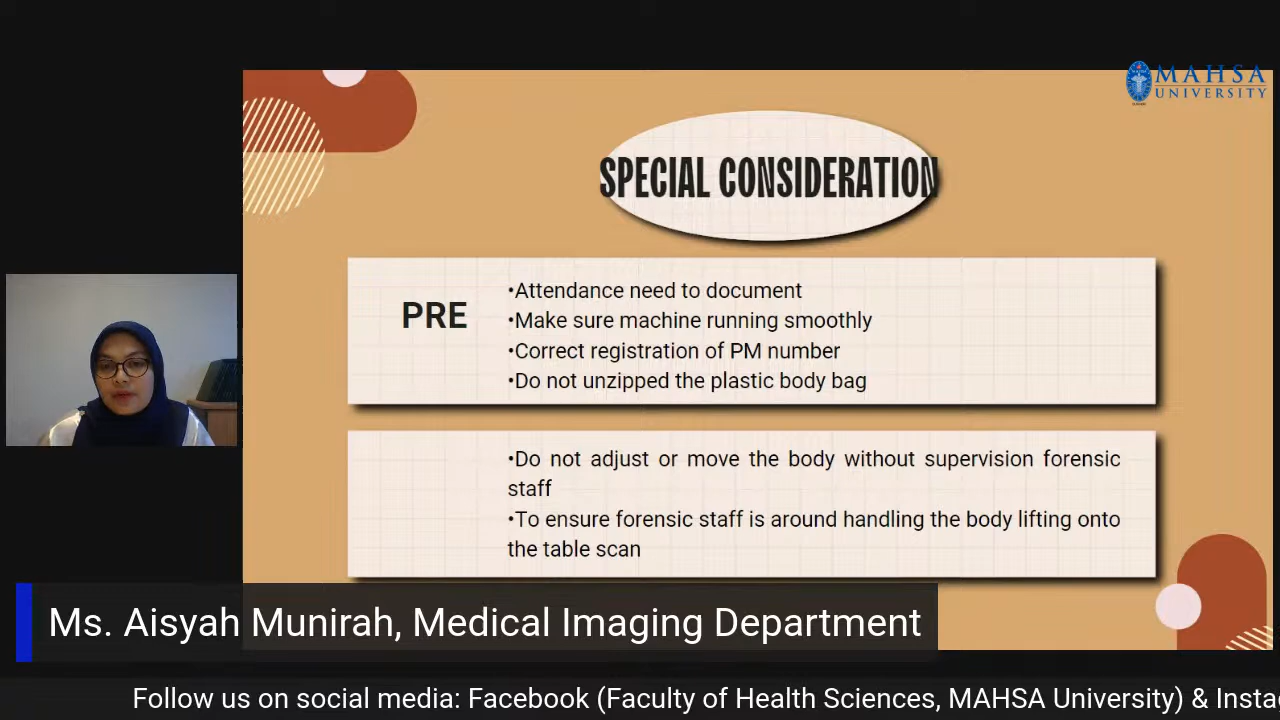 MAHSA
UNIVERSITY
SPECIAL CONSIDERATION
PRE
•Attendance need to document
•Make sure machine running smoothly
•Correct registration of PM number
•Do not unzipped the plastic body bag
•Do not adjust or move the body without supervision forensic
staff
•To ensure forensic staff is around handling the body lifting onto
the table scan
Ms. Aisyah Munirah, Medical Imaging Department
Follow us on social media: Facebook (Faculty of Health Sciences, MAHSA University) & Insta